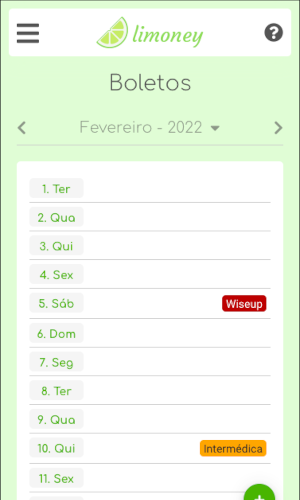 limoney
?
Boletos
Fevereiro - 2022
1. Ter
2. Qua
3. Qui
4. Sex
5. Sáb Wiseup
6. Dom
7. Seg
8. Ter
9. Qua
10. Qui Intermédica
11. Sex